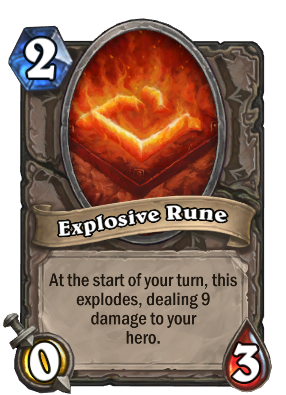 2
Explosive Rune
At the start of your turn, this
explodes, dealing 9
damage to your
hero.
0
3